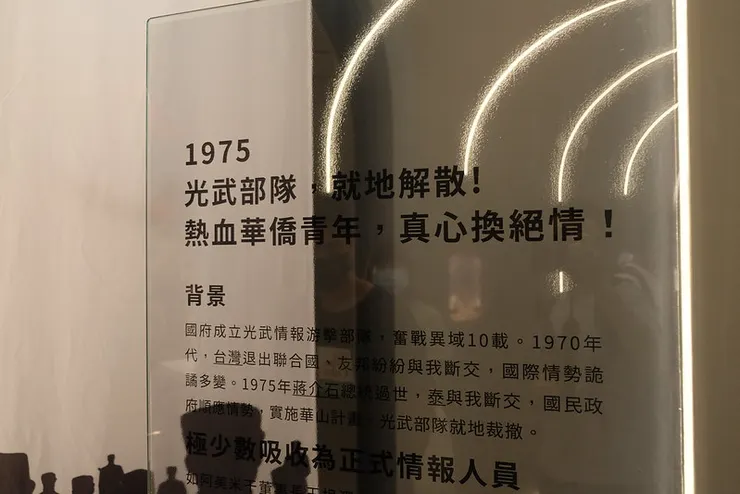 1975
光武部隊，就地解散！
熱血華僑青年，真心換絕情！
背景
國府成立光武情報游擊部隊，奮戰異域10載。1970年
代，台灣退出聯合國、友邦紛紛與我斷交，國際情勢詭
譎多變。1975年蔣介石總統過世，泰與我斷交，國民政
府順應情勢，實施華山計畫，光武部隊就地裁撤。
極少數吸收為正式情報人員